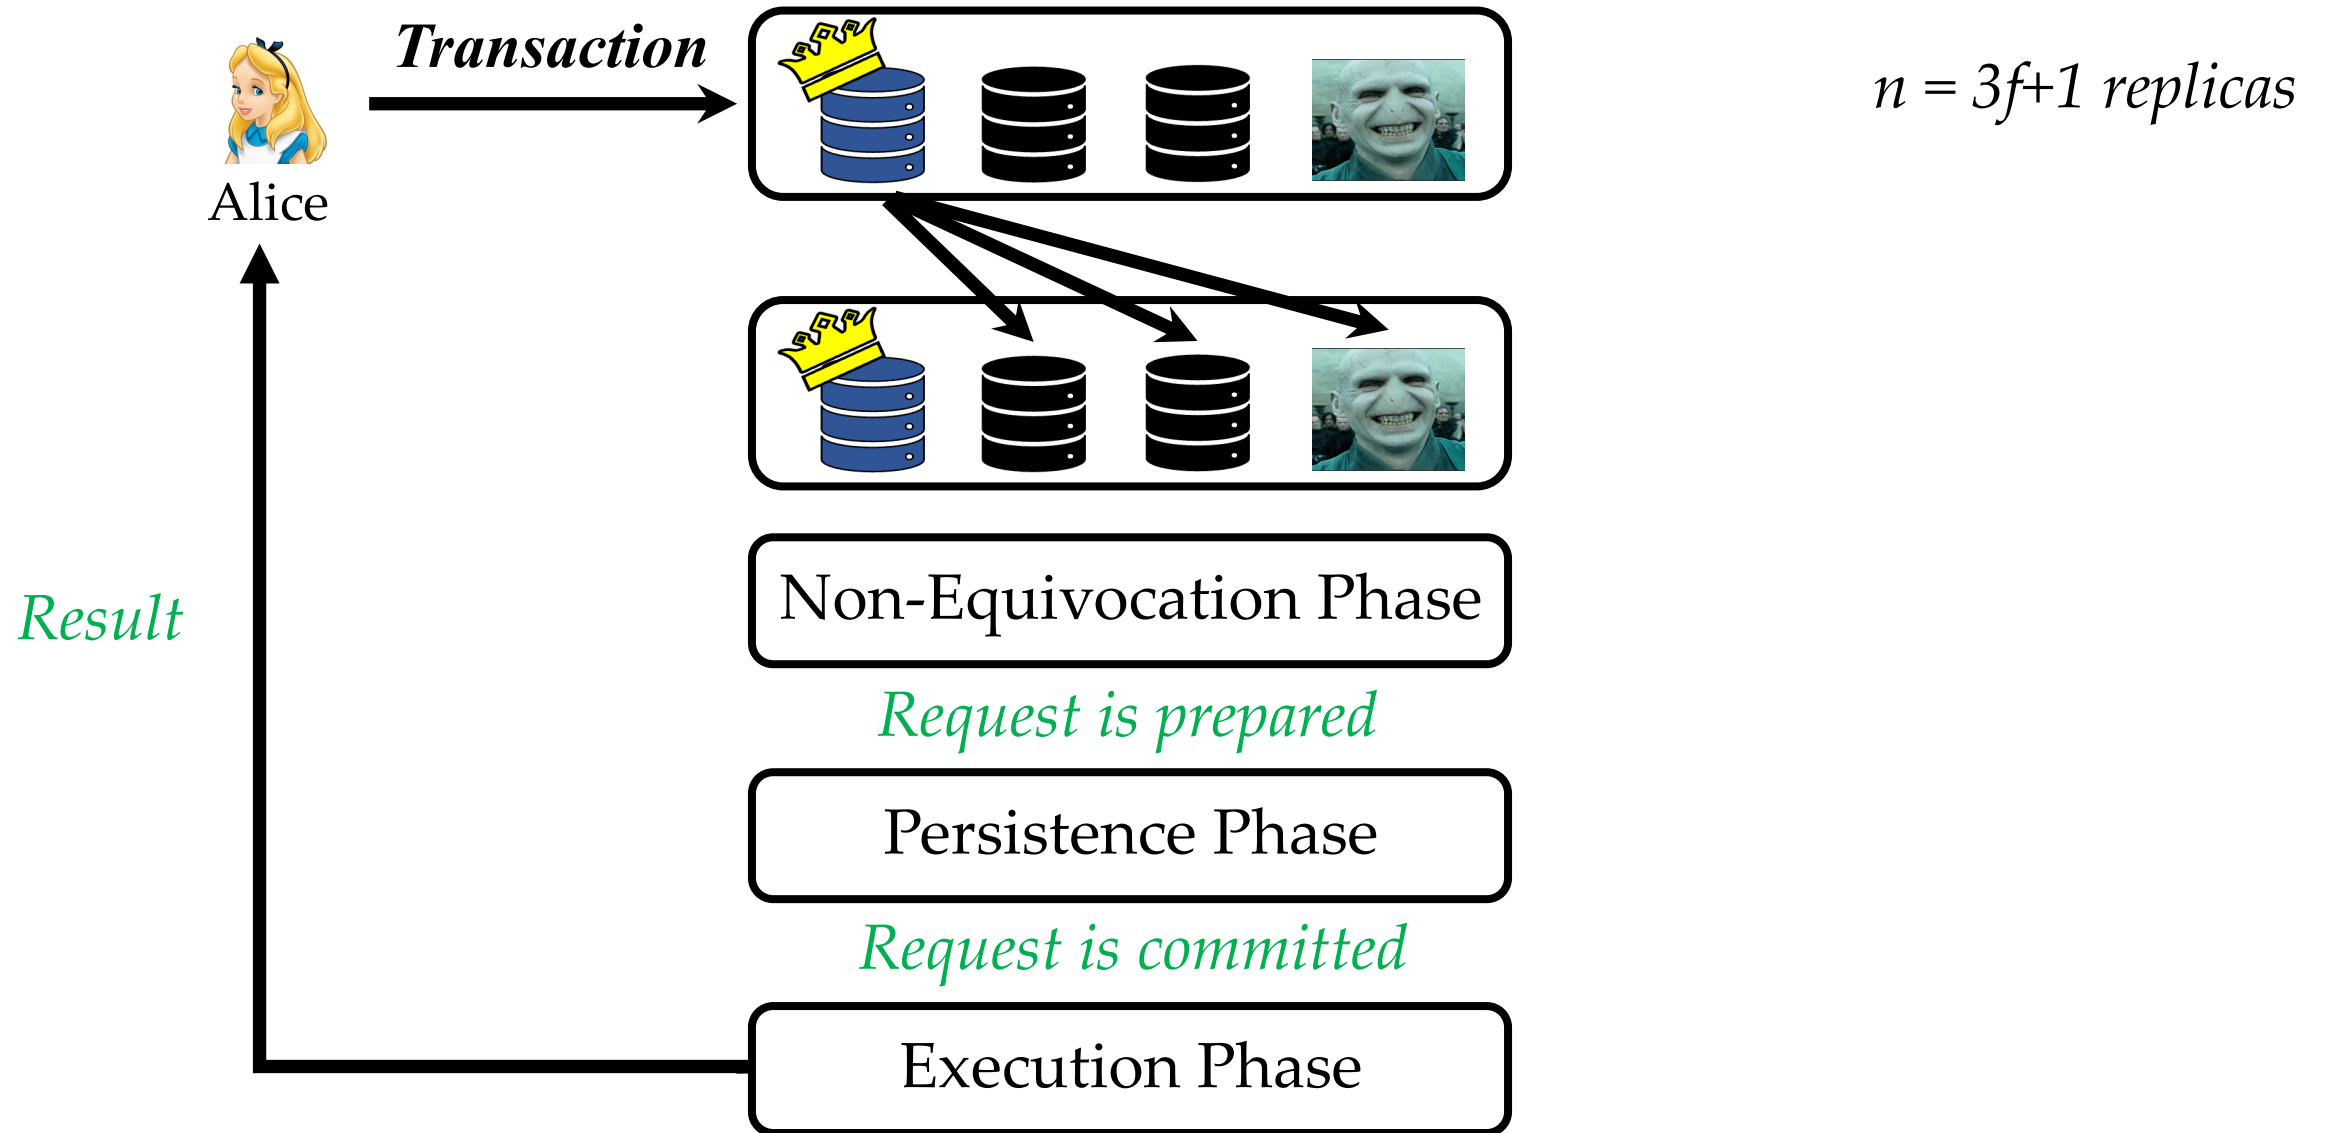 Transaction
n = 3f+1 replicas
Alice
Non-Equivocation Phase
Result
Request is prepared
Persistence Phase
Request is committed
Execution Phase